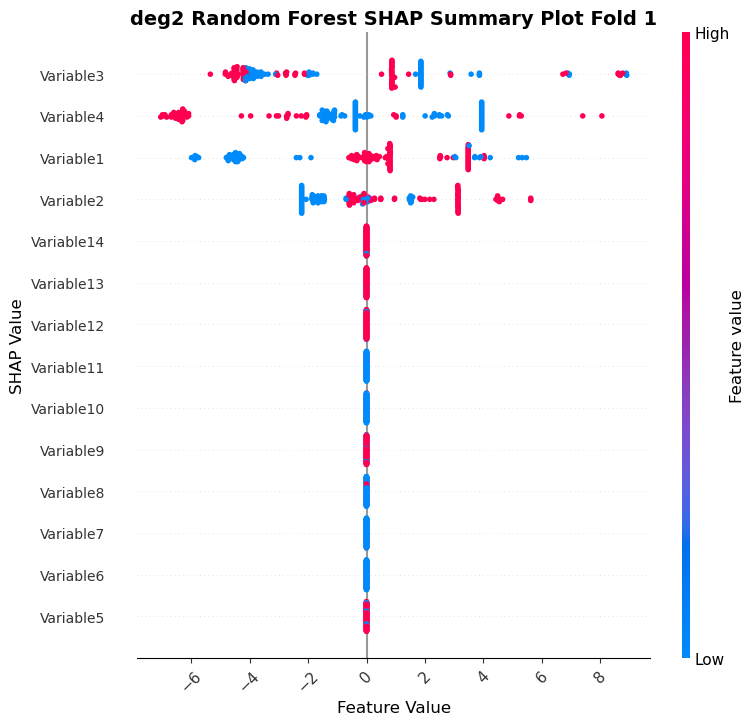 deg2 Random Forest SHAP Summary Plot Fold 1
High
Variable3
Variable4
Variable1
Variable2
Variable14
Variable13
Variable12
Variable11
Variable10
Variable9
Variable8
Variable7
Variable6
Variable5
SHAP Value
Feature value
Low
−6 −4 −2 0 2 4 6 8
Feature Value